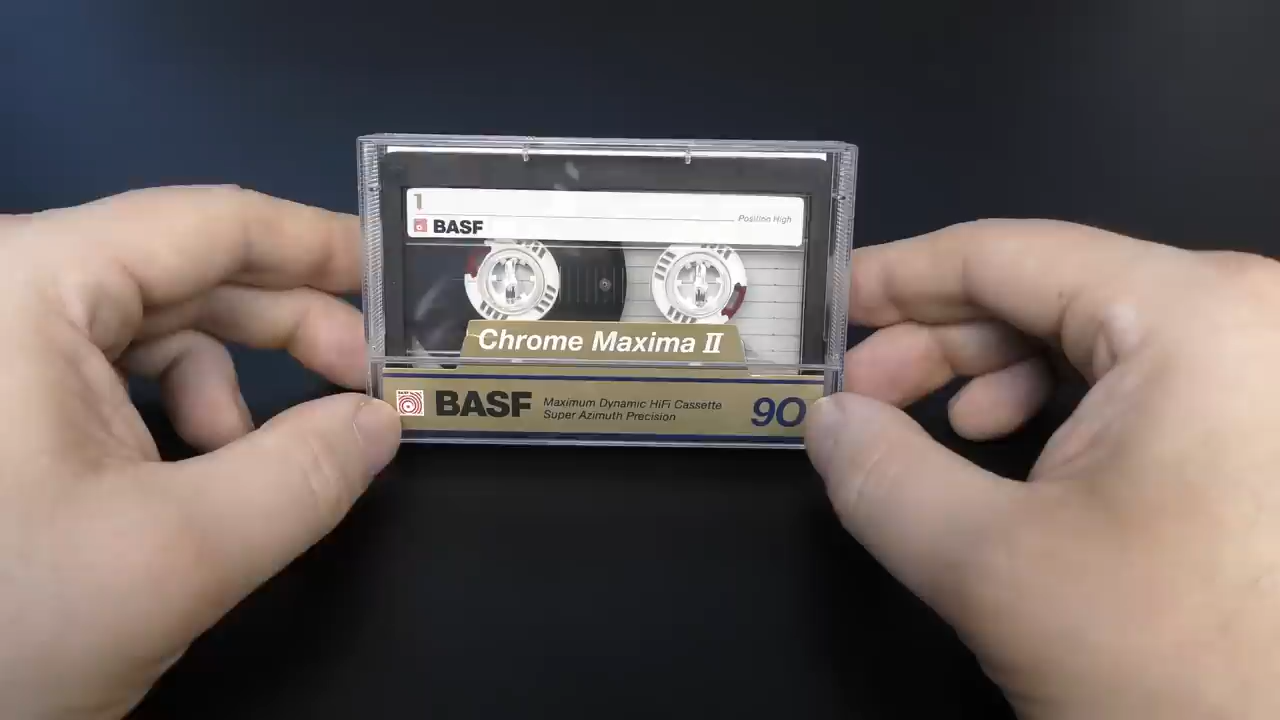 1
BASF
Position High
Chrome Maxima II
BASF
Maximum Dynamic HiFi Cassette
Super Azimuth Precision
90